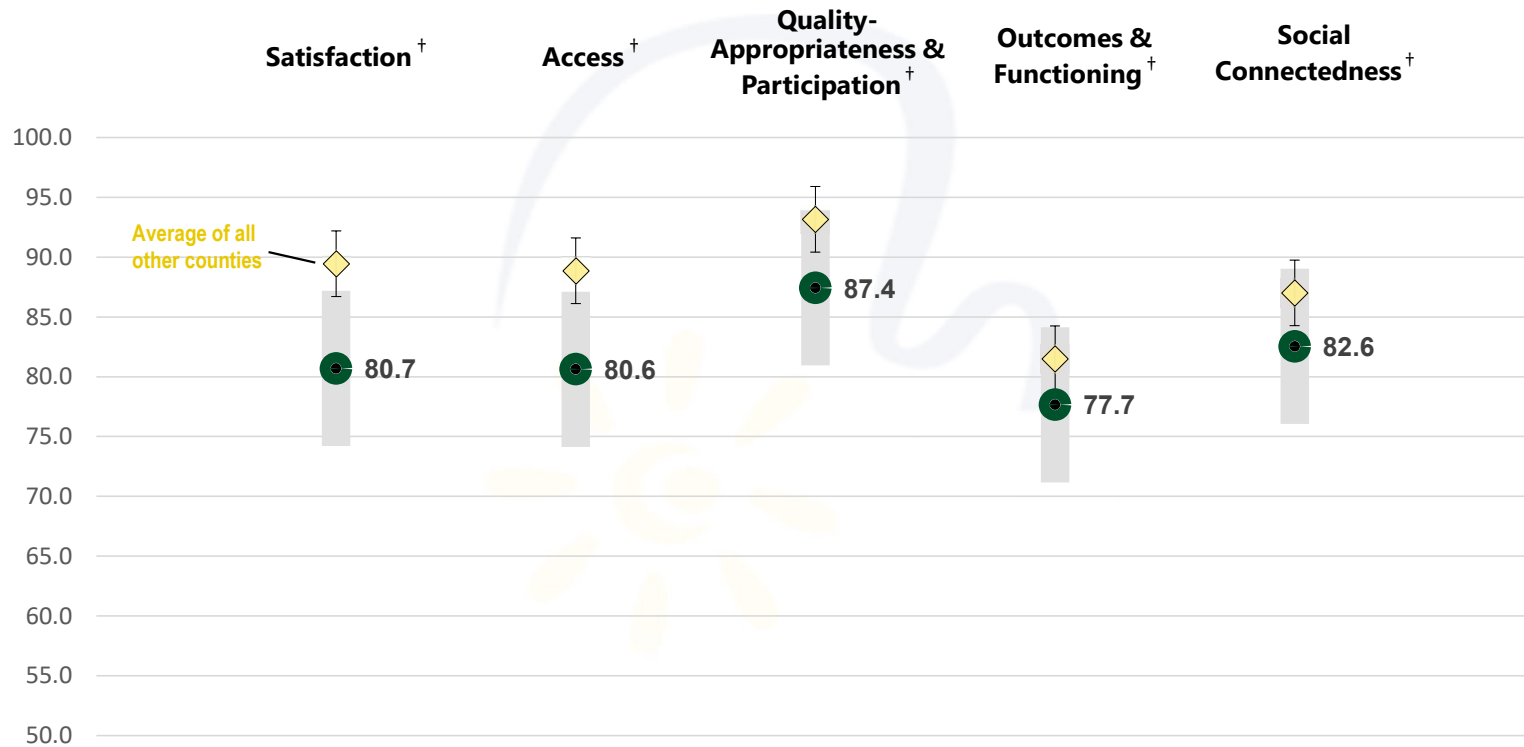 Satisfaction †
Access †
Quality-
Appropriateness &
Participation †
Outcomes &
Functioning †
Social
Connectedness †
100.0
95.0
90.0
85.0
80.0
75.0
70.0
65.0
60.0
55.0
50.0
Average of all
other counties
80.7
80.6
87.4
77.7
82.6